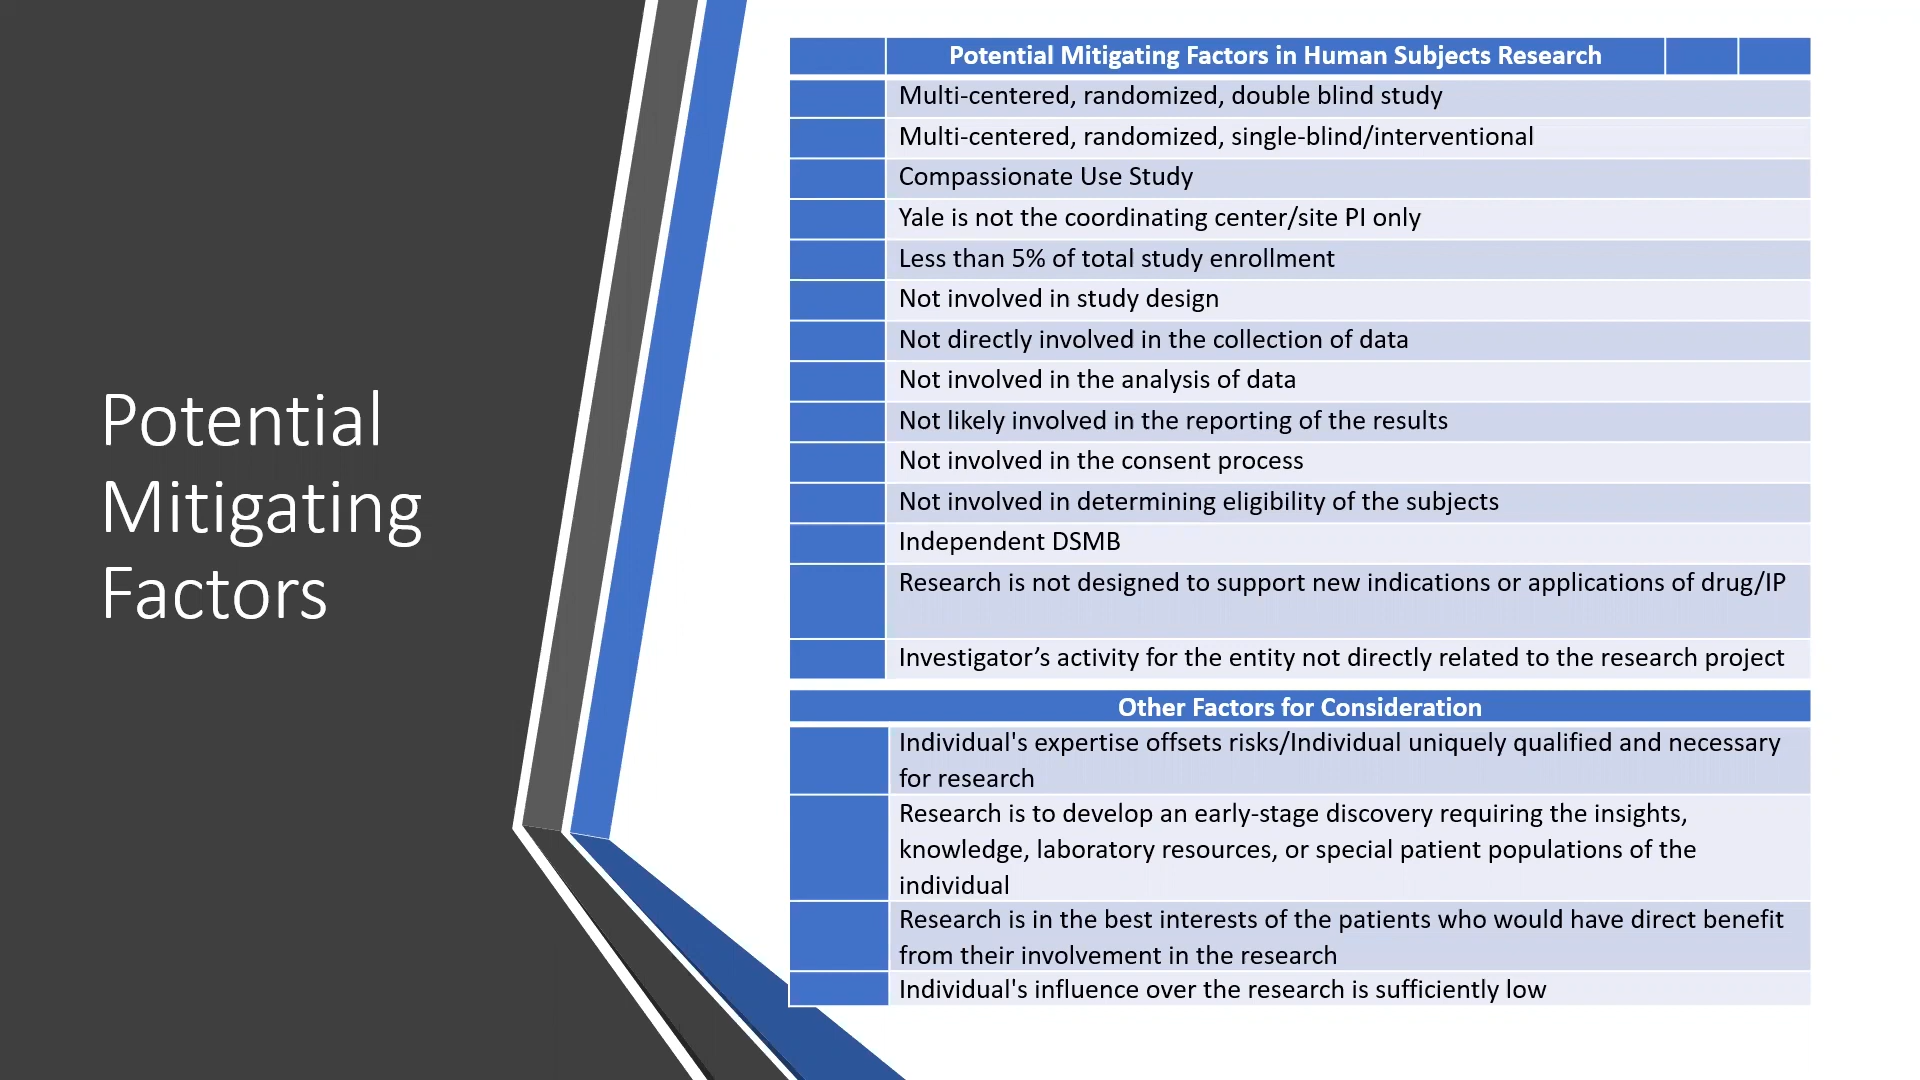 Potential
Mitigating
Factors
Potential Mitigating Factors in Human Subjects Research
Multi-centered, randomized, double blind study
Multi-centered, randomized, single-blind/interventional
Compassionate Use Study
Yale is not the coordinating center/site PI only
Less than 5% of total study enrollment
Not involved in study design
Not directly involved in the collection of data
Not involved in the analysis of data
Not likely involved in the reporting of the results
Not involved in the consent process
Not involved in determining eligibility of the subjects
Independent DSMB
Research is not designed to support new indications or applications of drug/IP
Investigator’s activity for the entity not directly related to the research project
Other Factors for Consideration
Individual's expertise offsets risks/Individual uniquely qualified and necessary
for research
Research is to develop an early-stage discovery requiring the insights,
knowledge, laboratory resources, or special patient populations of the
individual
Research is in the best interests of the patients who would have direct benefit
from their involvement in the research
Individual's influence over the research is sufficiently low